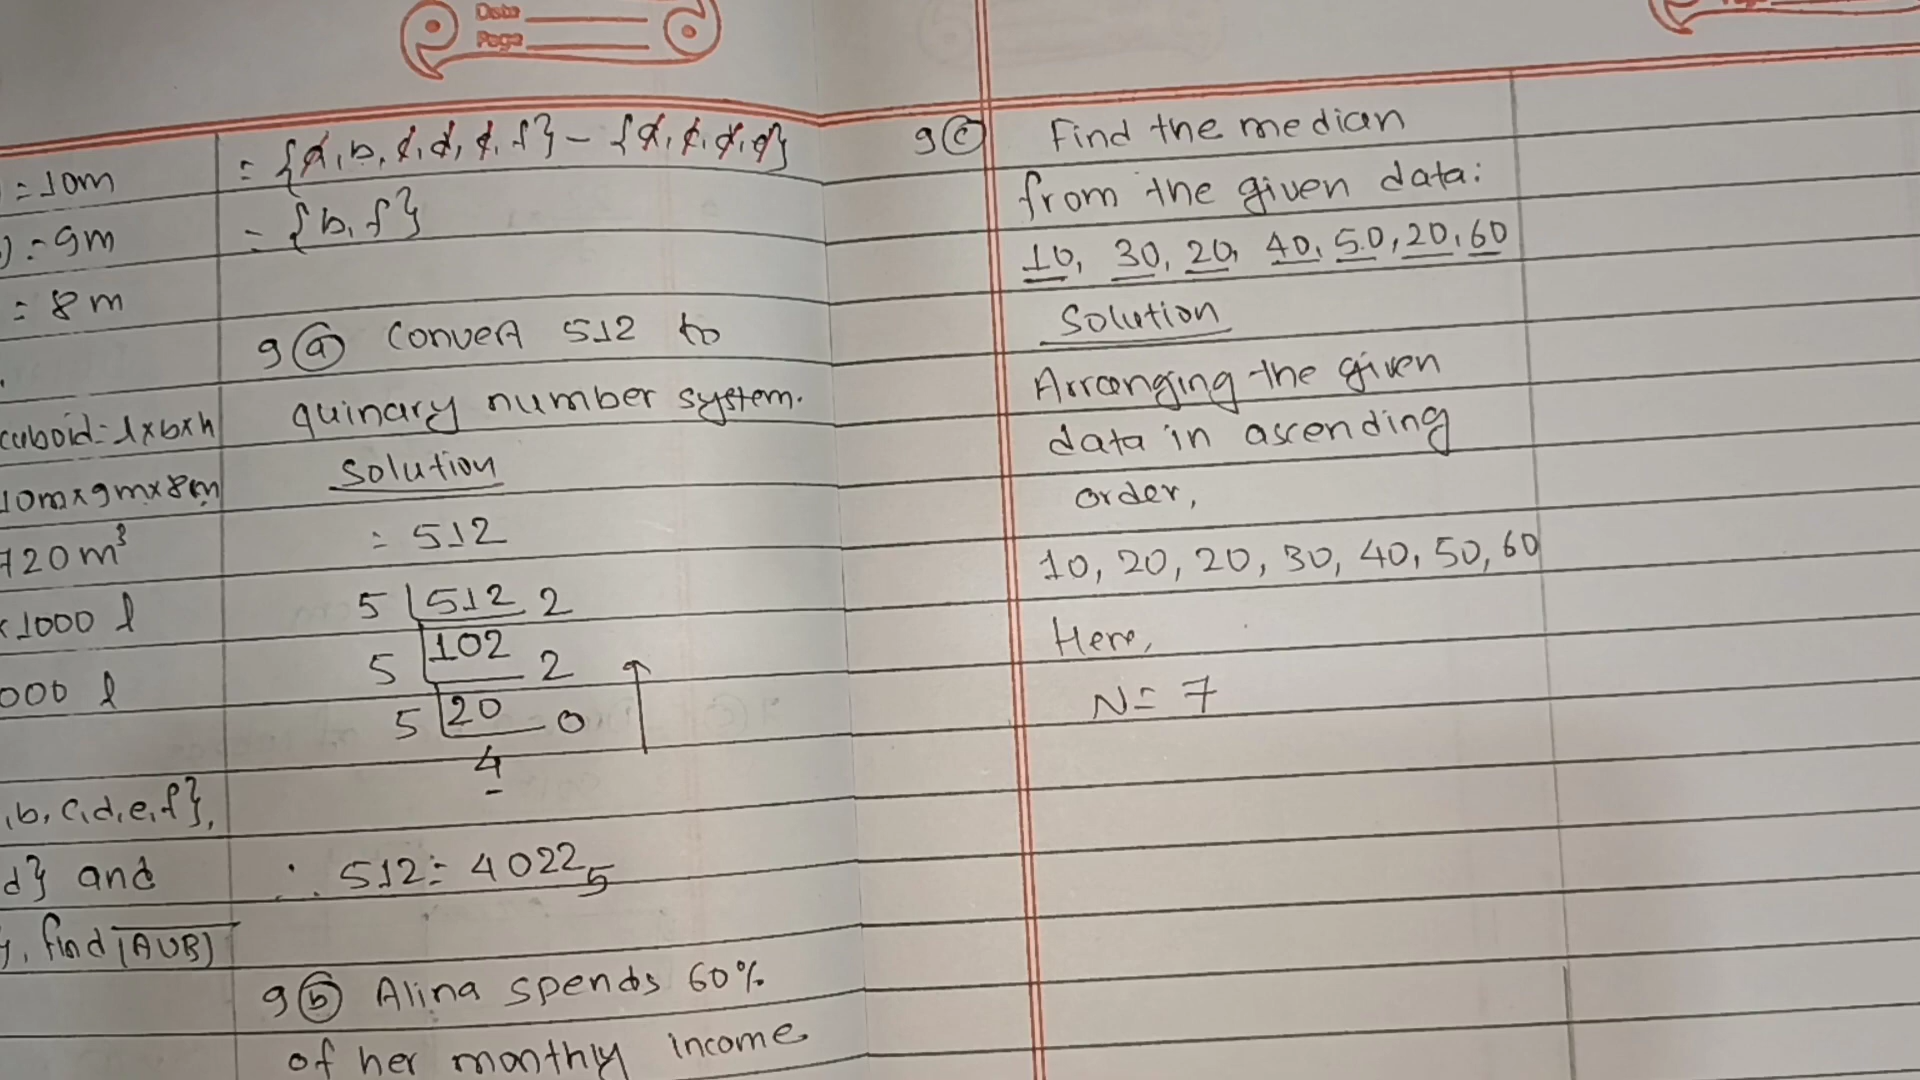 Date
Page
= 10m
) = 9m
= 8 m
cuboid = l×b×h
10m×9m×8m
720m³
×1000 l
000 l
,b, c,d,e,f},
d} and
}, find (A∪B)
= {a,b,c,d,e,f} - {a,c,e,d}
= {b,f}
9 (a) Convert 512 to
quinary number system.
Solution
= 512
5 | 512 2
5 | 102 2
5 | 20 - 0
4
∴ 512 = 4022₅
9 (b) Alina spends 60%
of her monthly income
9 (c) Find the median
from the given data:
10, 30, 20, 40, 50, 20, 60
Solution
Arranging the given
data in ascending
order,
10, 20, 20, 30, 40, 50, 60
Here,
N = 7